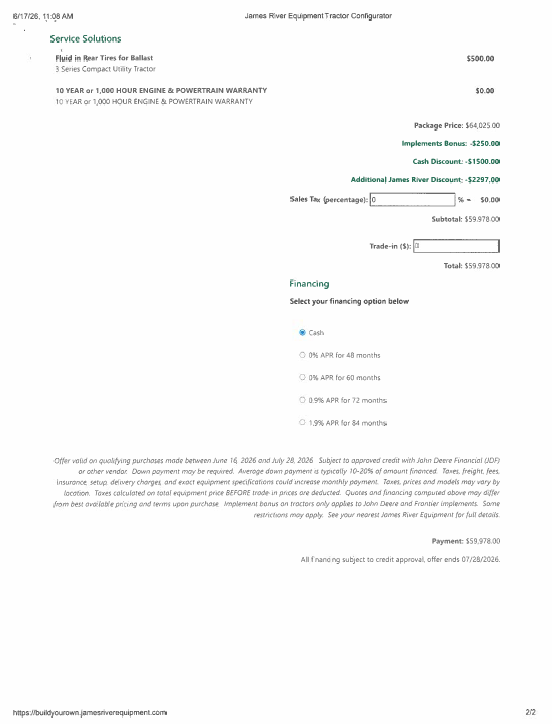 8/17/26, 11:08 AM James River Equipment Tractor Configurator
Service Solutions
Fluid in Rear Tires for Ballast $500.00
3 Series Compact Utility Tractor
10 YEAR or 1,000 HOUR ENGINE & POWERTRAIN WARRANTY $0.00
10 YEAR or 1,000 HOUR ENGINE & POWERTRAIN WARRANTY
Package Price: $64,025.00
Implements Bonus: -$250.00
Cash Discount: -$1500.00
Additional James River Discount: -$2297.00
Sales Tax (percentage): 0 % = $0.00
Subtotal: $59,978.00
Trade-in ($): 0
Total: $59,978.00
Financing
Select your financing option below
Cash
0% APR for 48 months
0% APR for 60 months
0.9% APR for 72 months
1.9% APR for 84 months
Offer valid on qualifying purchases made between June 16, 2026 and July 28, 2026. Subject to approved credit with John Deere Financial (JDF)
or other vendor. Down payment may be required. Average down payment is typically 10-20% of amount financed. Taxes, freight, fees,
insurance, setup, delivery charges, and exact equipment specifications could increase monthly payment. Taxes, prices and models may vary by
location. Taxes calculated on total equipment price BEFORE trade-in prices are deducted. Quotes and financing computed above may differ
from best available pricing and terms upon purchase. Implement bonus on tractors only applies to John Deere and Frontier implements. Some
restrictions may apply. See your nearest James River Equipment for full details.
Payment: $59,978.00
All financing subject to credit approval, offer ends 07/28/2026.
https://buildyourown.jamesriverequipment.com 2/2